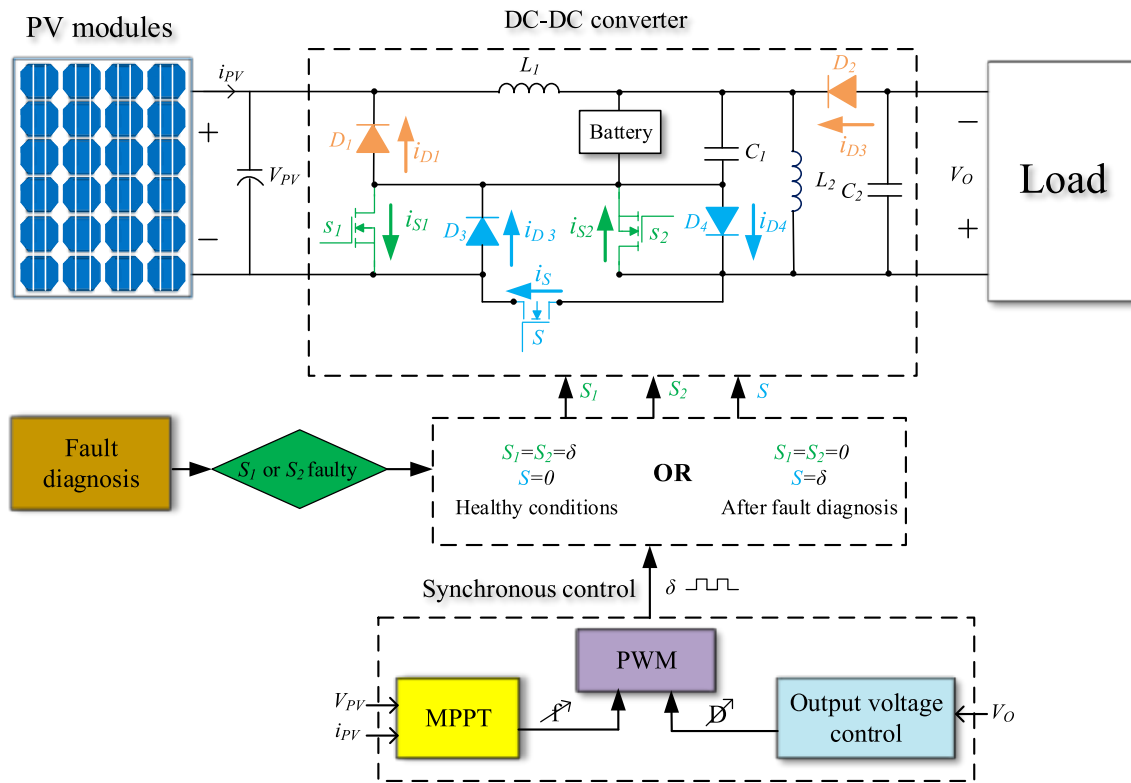 DC-DC converter
PV modules
iPV
L1
D2
+
Battery
D1
iD1
C1
iD3
−
VPV
L2
C2
VO
Load
S1
iS1
D3
iD 3
iS2
S2
D4
iD4
−
+
iS
S
S1
S2
S
Fault
diagnosis
S1 or S2 faulty
S1=S2=δ
S=0
Healthy conditions
OR
S1=S2=0
S=δ
After fault diagnosis
Synchronous control
δ
PWM
VPV
iPV
MPPT
f
D
Output voltage
control
VO